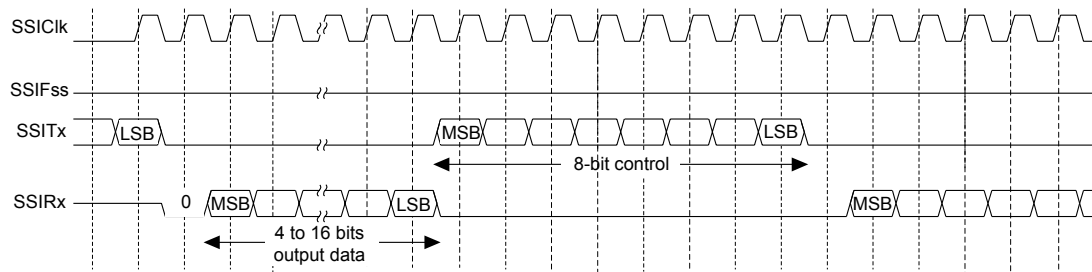 SSIClk
SSIFss
SSITx
LSB
MSB
LSB
8-bit control
SSIRx
0
MSB
LSB
MSB
4 to 16 bits
output data